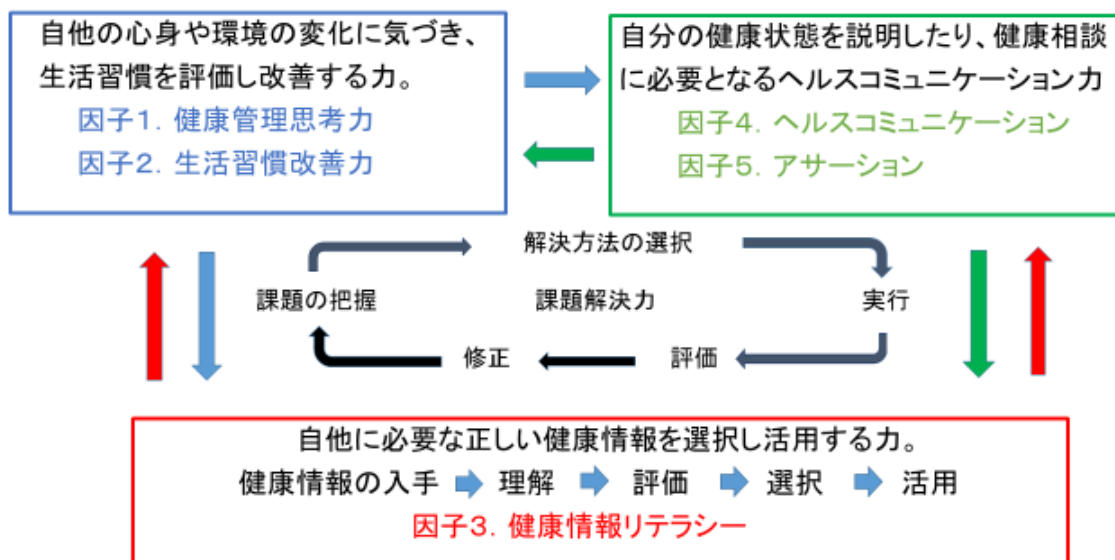 自他の心身や環境の変化に気づき、
生活習慣を評価し改善する力。
因子1．健康管理思考力
因子2．生活習慣改善力
自分の健康状態を説明したり、健康相談
に必要となるヘルスコミュニケーション力
因子4．ヘルスコミュニケーション
因子5．アサーション
解決方法の選択
課題の把握
課題解決力
実行
修正
評価
自他に必要な正しい健康情報を選択し活用する力。
健康情報の入手 理解 評価 選択 活用
因子3．健康情報リテラシー